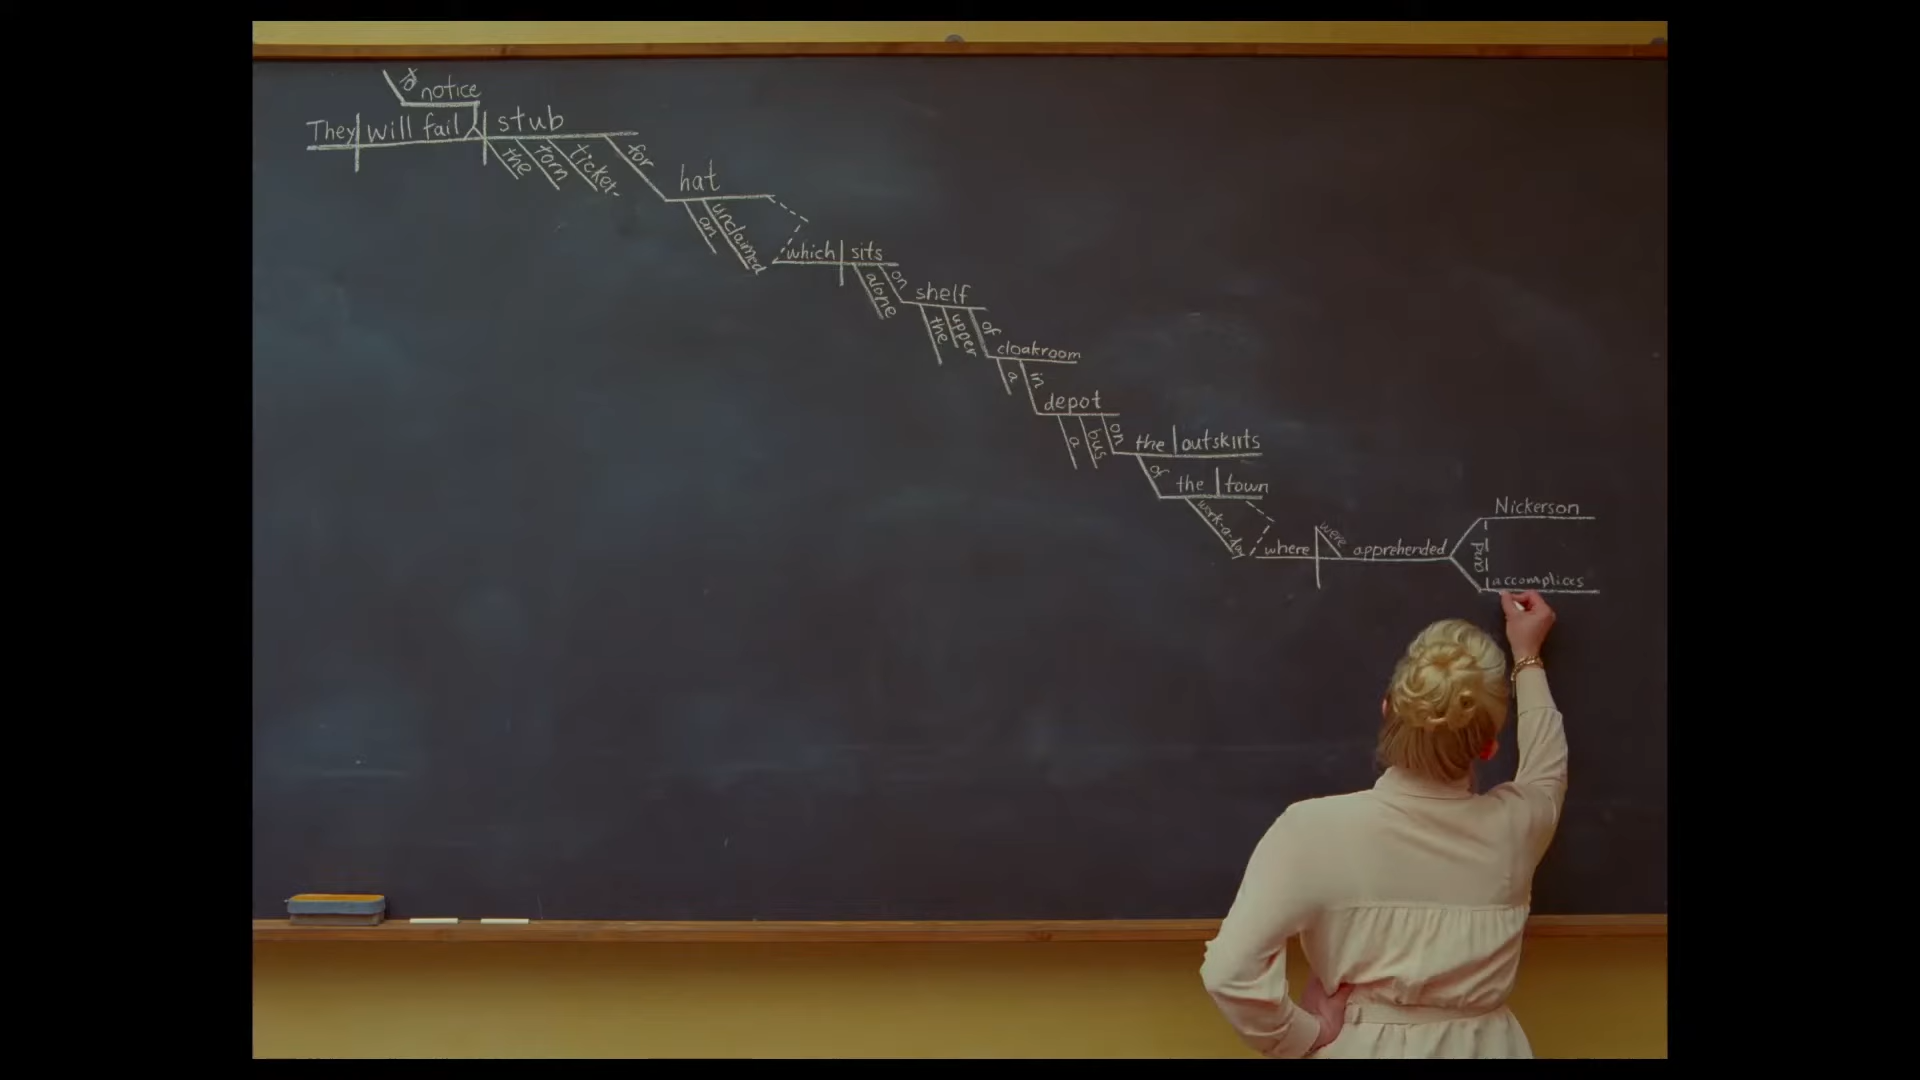 to
notice
They will fail stub
the torn ticket- for
hat
an unclaimed
which sits
alone on
shelf
the upper of
cloakroom
a in
depot
a bus on
the outskirts
of the town
work-a-day
where were apprehended
Nickerson
and
accomplices